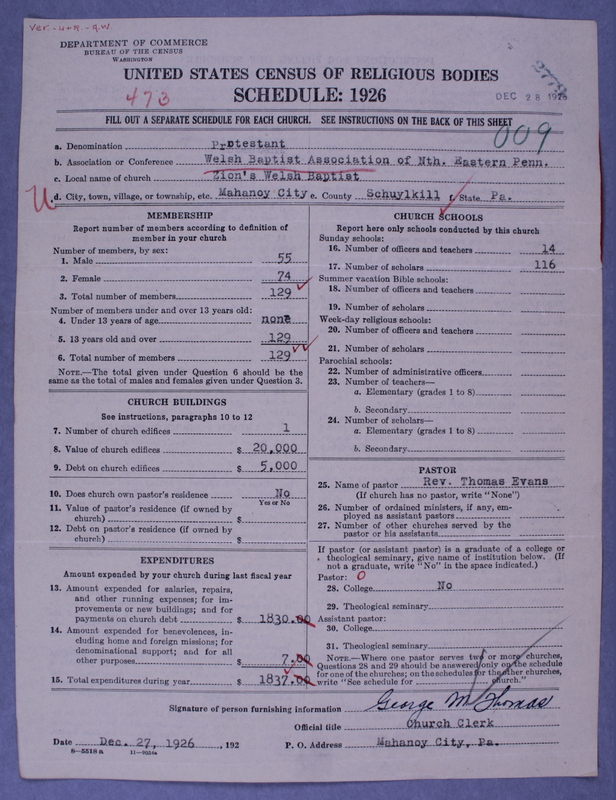 Ver. - U+R - A.W.
DEPARTMENT OF COMMERCE
BUREAU OF THE CENSUS
WASHINGTON
UNITED STATES CENSUS OF RELIGIOUS BODIES
473
SCHEDULE: 1926
DEC 28 1926
FILL OUT A SEPARATE SCHEDULE FOR EACH CHURCH. SEE INSTRUCTIONS ON THE BACK OF THIS SHEET
009
a. Denomination Protestant
b. Association or Conference Welsh Baptist Association of Nth. Eastern Penn.
c. Local name of church Zion's Welsh Baptist
U d. City, town, village, or township, etc. Mahanoy City e. County Schuylkill f. State Pa.
MEMBERSHIP
Report number of members according to definition of
member in your church
Number of members, by sex:
1. Male 55
2. Female 74
3. Total number of members 129
Number of members under and over 13 years old:
4. Under 13 years of age none
5. 13 years old and over 129
6. Total number of members 129
NOTE.—The total given under Question 6 should be
same as the total of males and females given under Question 3.
CHURCH BUILDINGS
See instructions, paragraphs 10 to 12
7. Number of church edifices 1
8. Value of church edifices $ 20,000
9. Debt on church edifices $ 5,000
10. Does church own pastor's residence No
Yes or No
11. Value of pastor's residence (if owned by
church) $
12. Debt on pastor's residence (if owned by
church) $
EXPENDITURES
Amount expended by your church during last fiscal year
13. Amount expended for salaries, repairs,
and other running expenses; for im-
provements or new buildings; and for
payments on church debt $ 1830.00
14. Amount expended for benevolences, in-
cluding home and foreign missions; for
denominational support; and for all
other purposes $ 7.00
15. Total expenditures during year $ 1837.00
CHURCH SCHOOLS
Report here only schools conducted by this church
Sunday schools:
16. Number of officers and teachers 14
17. Number of scholars 116
Summer vacation Bible schools:
18. Number of officers and teachers
19. Number of scholars
Week-day religious schools:
20. Number of officers and teachers
21. Number of scholars
Parochial schools:
22. Number of administrative officers
23. Number of teachers—
a. Elementary (grades 1 to 8)
b. Secondary
24. Number of scholars—
a. Elementary (grades 1 to 8)
b. Secondary
PASTOR
25. Name of pastor Rev. Thomas Evans
(If church has no pastor, write "None")
26. Number of ordained ministers, if any, em-
ployed as assistant pastors
27. Number of other churches served by the
pastor or his assistants
If pastor (or assistant pastor) is a graduate of a college or
theological seminary, give name of institution below. (If
not a graduate, write "No" in the space indicated.)
Pastor: 0
28. College No
29. Theological seminary
Assistant pastor:
30. College
31. Theological seminary
NOTE.—Where one pastor serves two or more churches,
Questions 28 and 29 should be answered only on the schedule
for one of the churches; on the schedules for the other churches,
write "See schedule for church."
Signature of person furnishing information George M Thomas
Official title Church Clerk
Date Dec. 27, 1926, 192 P. O. Address Mahanoy City, Pa.
8-5518a 11-9556a